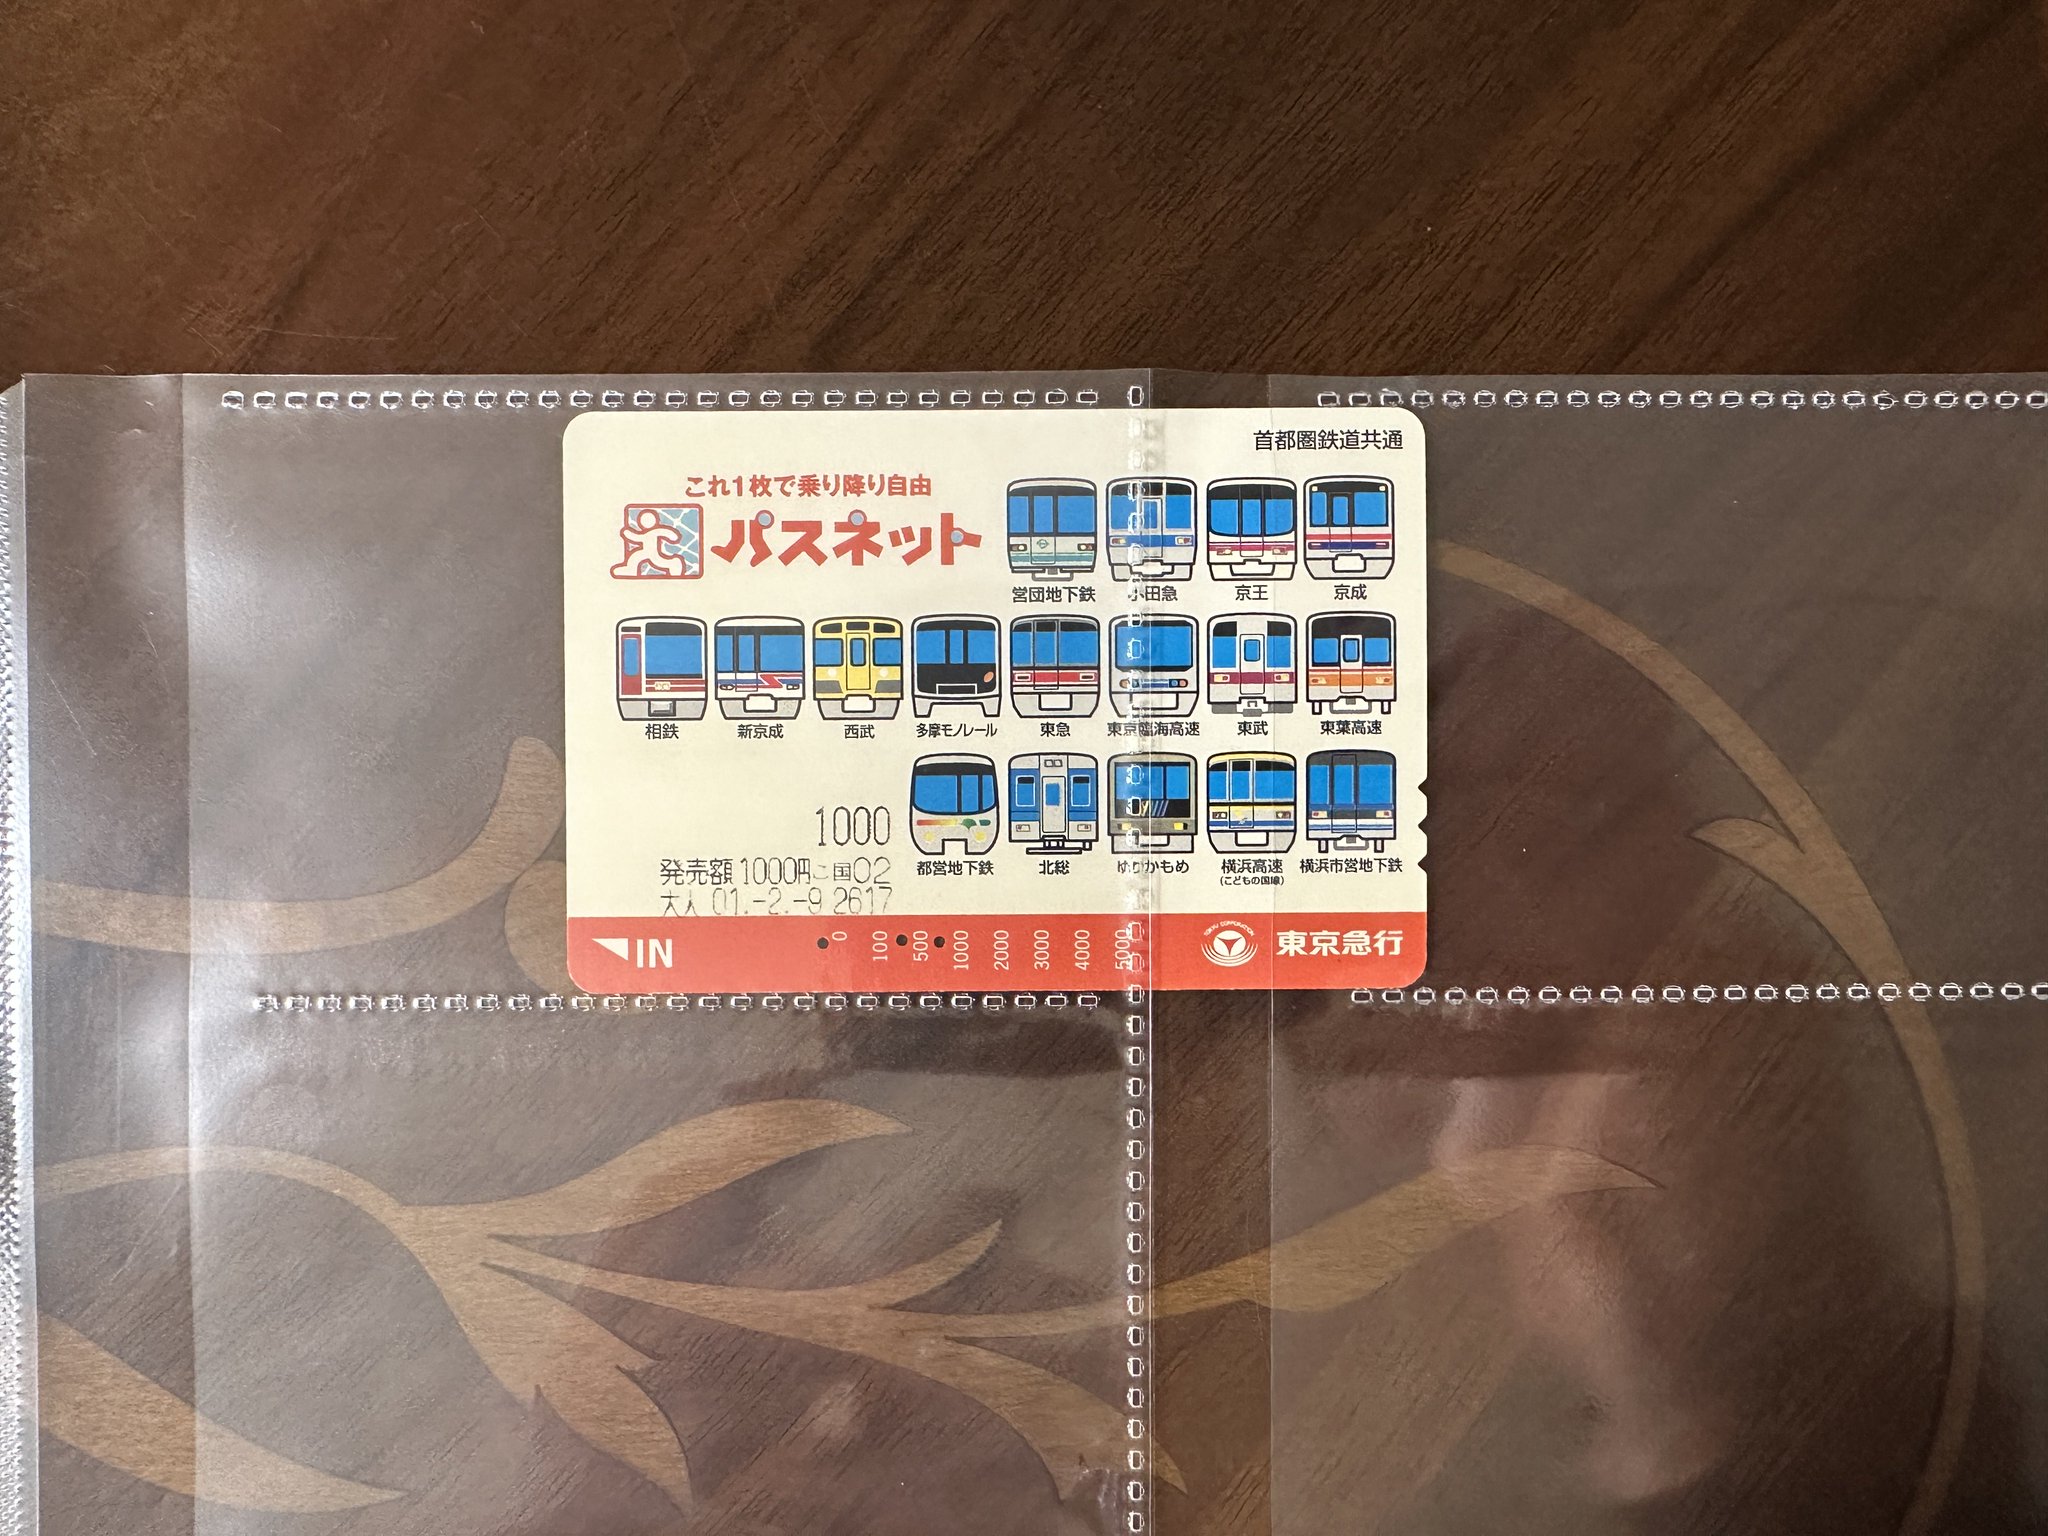 首都圏鉄道共通
これ1枚で乗り降り自由
パスネット
営団地下鉄 小田急 京王 京成
相鉄 新京成 西武 多摩モノレール 東急 東京臨海高速 東武 東葉高速
都営地下鉄 北総 ゆりかもめ 横浜高速 横浜市営地下鉄
(こどもの国線)
1000
発売額1000円 こ国02
大人 01.-2.-9 2617
IN 0 100 500 1000 2000 3000 4000 5000
TOKYU CORPORATION
東京急行